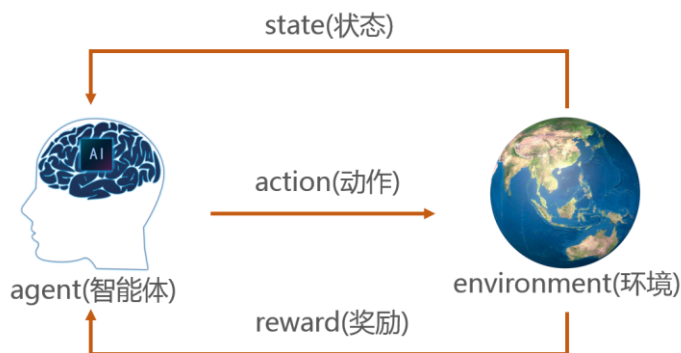 state(状态)
AI
action(动作)
agent(智能体)
environment(环境)
reward(奖励)